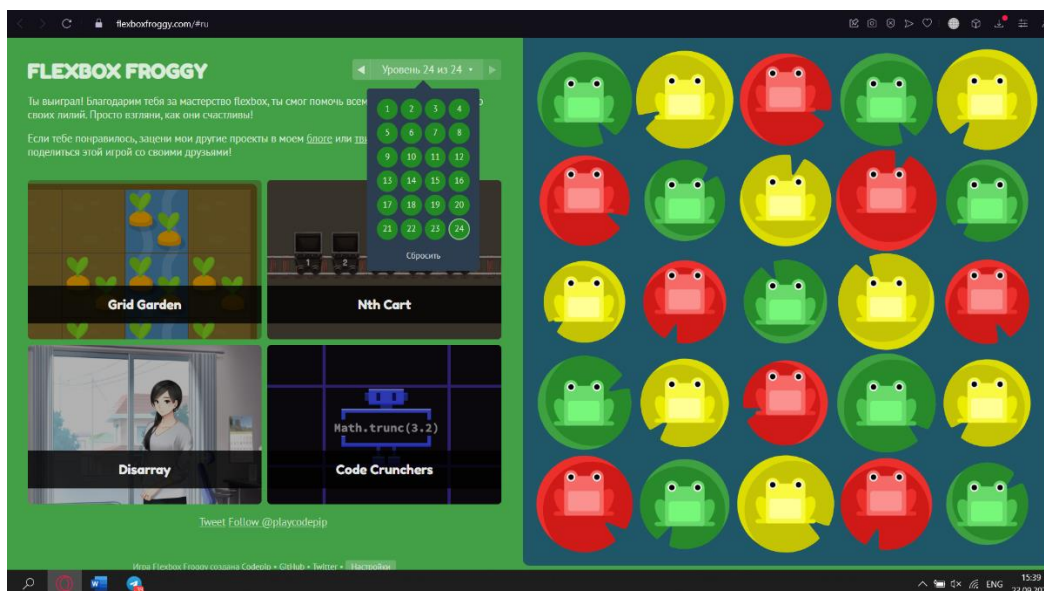 flexboxfroggy.com/#ru
FLEXBOX FROGGY
Уровень 24 из 24
Ты выиграл! Благодарим тебя за мастерство flexbox, ты смог помочь всем
своих лилий. Просто взгляни, как они счастливы!
Если тебе понравилось, зацени мои другие проекты в моем блоге или
поделиться этой игрой со своими друзьями!
1 2 3 4
5 6 7 8
9 10 11 12
13 14 15 16
17 18 19 20
21 22 23 24
Сбросить
1 2
Grid Garden
Nth Cart
Math.trunc(3.2)
Disarray
Code Crunchers
Tweet Follow @playcodepip
Игра Flexbox Froggy создана Codepip • GitHub • Twitter • Настройки
ENG
15:39